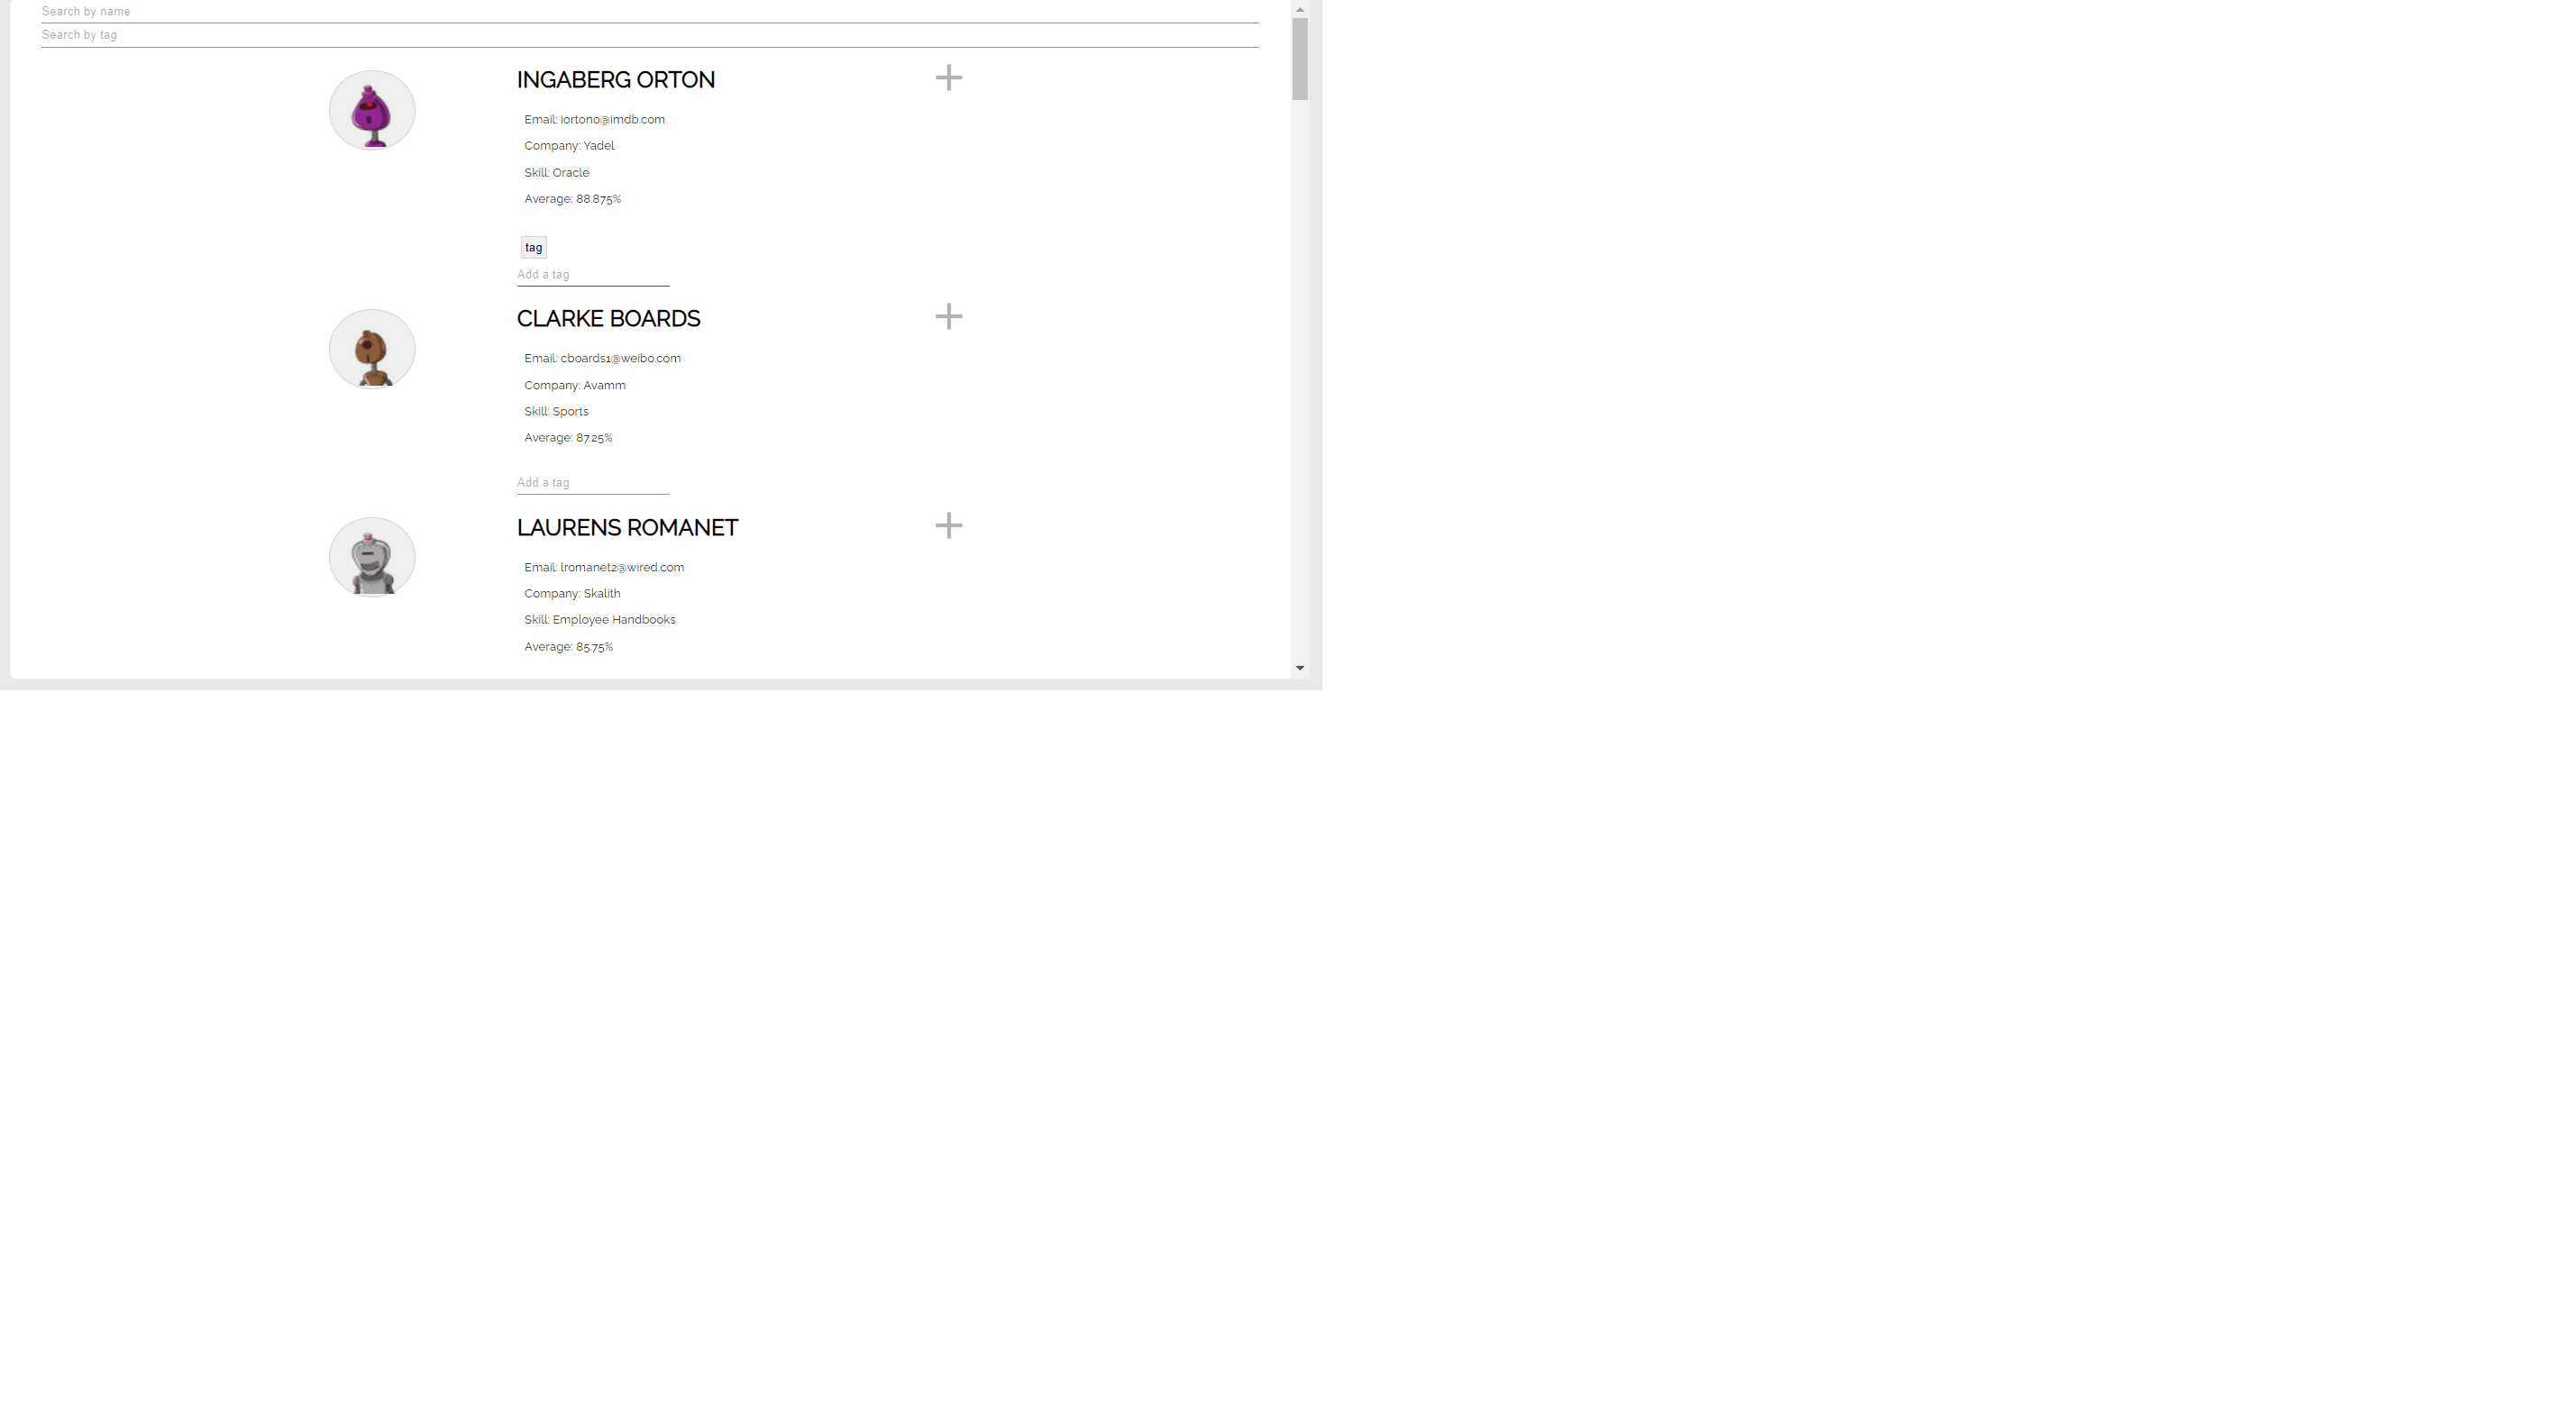 Search by name
Search by tag
INGABERG ORTON
Email: iorton0@imdb.com
Company: Yadel
Skill: Oracle
Average: 88.875%
tag
Add a tag
CLARKE BOARDS
Email: cboards1@weibo.com
Company: Avamm
Skill: Sports
Average: 87.25%
Add a tag
LAURENS ROMANET
Email: lromanet2@wired.com
Company: Skalith
Skill: Employee Handbooks
Average: 85.75%